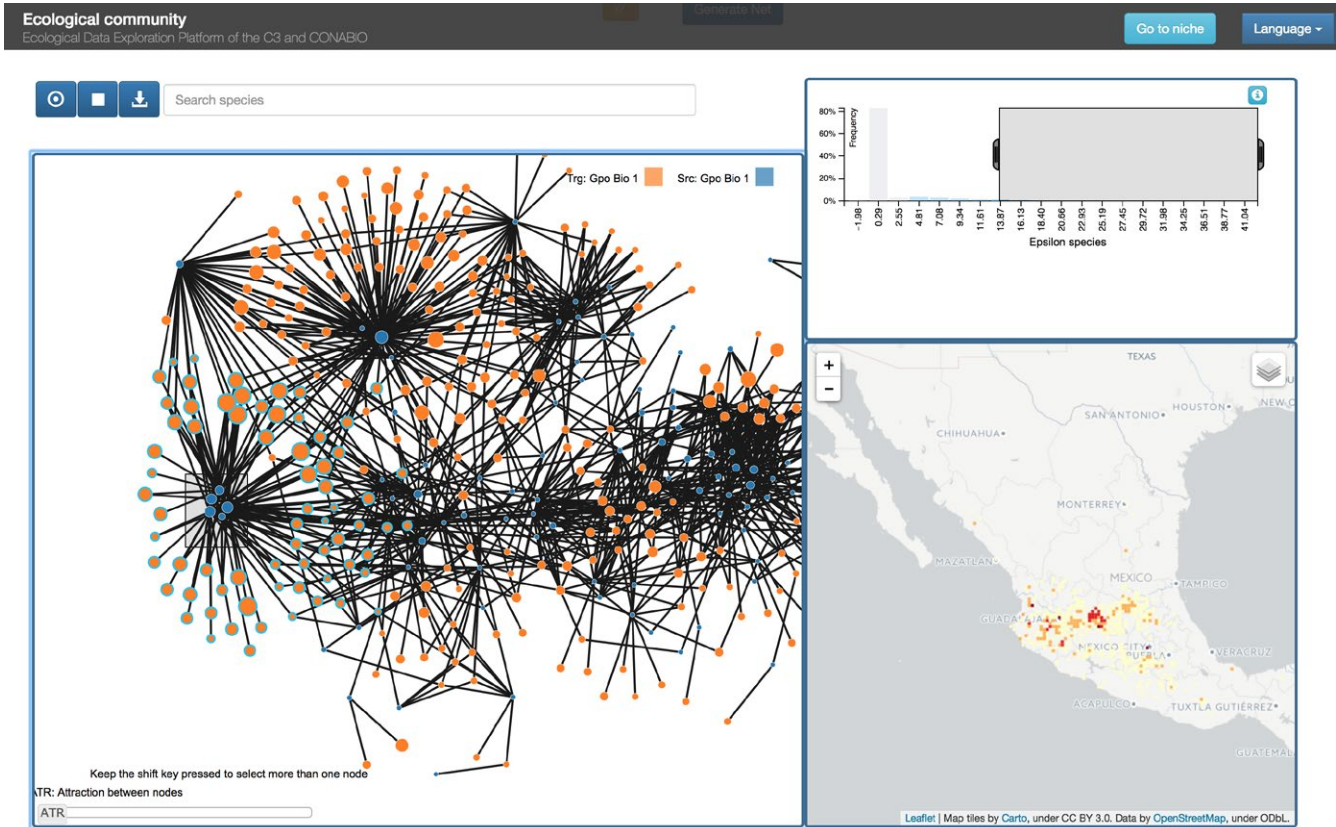 Ecological community
Ecological Data Exploration Platform of the C3 and CONABIO
Generate Net
Go to niche
Language
Search species
Trg: Gpo Bio 1
Src: Gpo Bio 1
Keep the shift key pressed to select more than one node
ATR: Attraction between nodes
ATR
80%
60%
40%
20%
0%
Frequency
-1.98
0.29
2.55
4.81
7.08
9.34
11.61
13.87
16.13
18.40
20.66
22.93
25.19
27.45
29.72
31.98
34.25
36.51
38.77
41.04
Epsilon species
+
-
TEXAS
SAN ANTONIO
HOUSTON
NEW O
CHIHUAHUA
MONTERREY
MAZATLAN
MEXICO
TAMPICO
GUADALAJARA
MEXICO CITY
PUEBLA
VERACRUZ
ACAPULCO
TUXTLA GUTIÉRREZ
GUATEMAL
Leaflet | Map tiles by Carto, under CC BY 3.0. Data by OpenStreetMap, under ODbL.